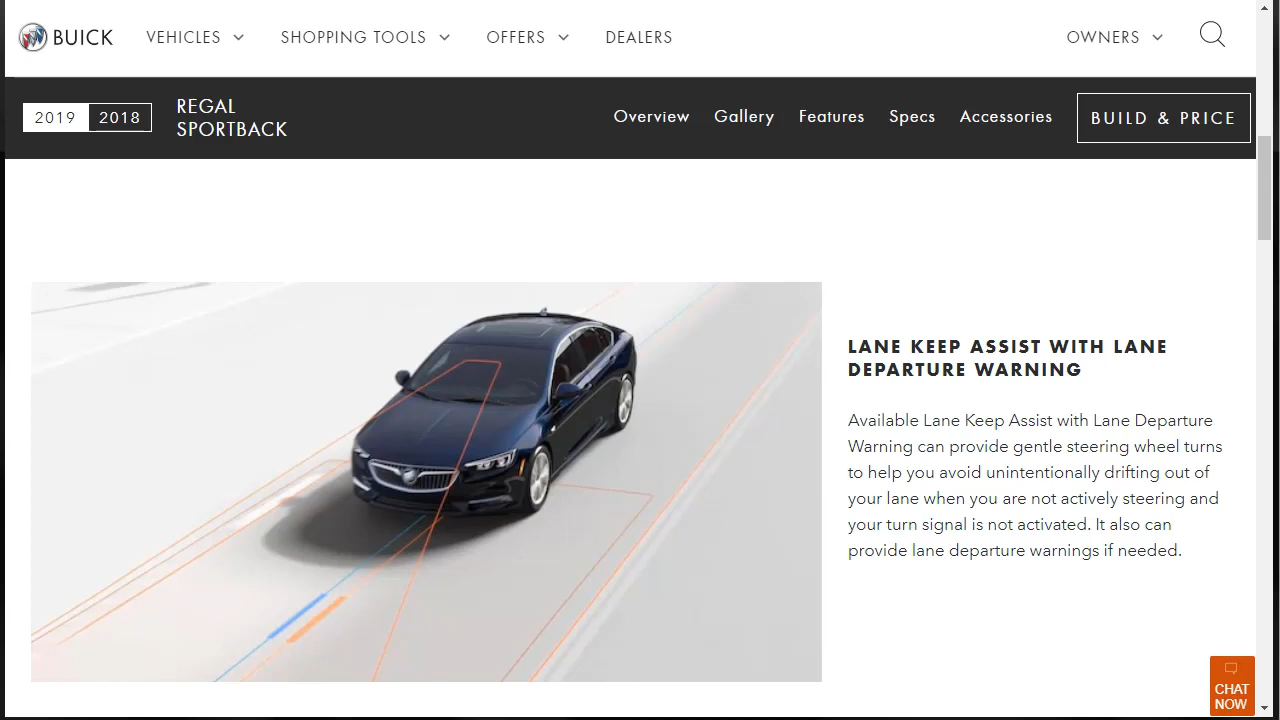 BUICK VEHICLES SHOPPING TOOLS OFFERS DEALERS OWNERS
2019 2018
REGAL
SPORTBACK
Overview Gallery Features Specs Accessories BUILD & PRICE
LANE KEEP ASSIST WITH LANE
DEPARTURE WARNING
Available Lane Keep Assist with Lane Departure
Warning can provide gentle steering wheel turns
to help you avoid unintentionally drifting out of
your lane when you are not actively steering and
your turn signal is not activated. It also can
provide lane departure warnings if needed.
CHAT
NOW